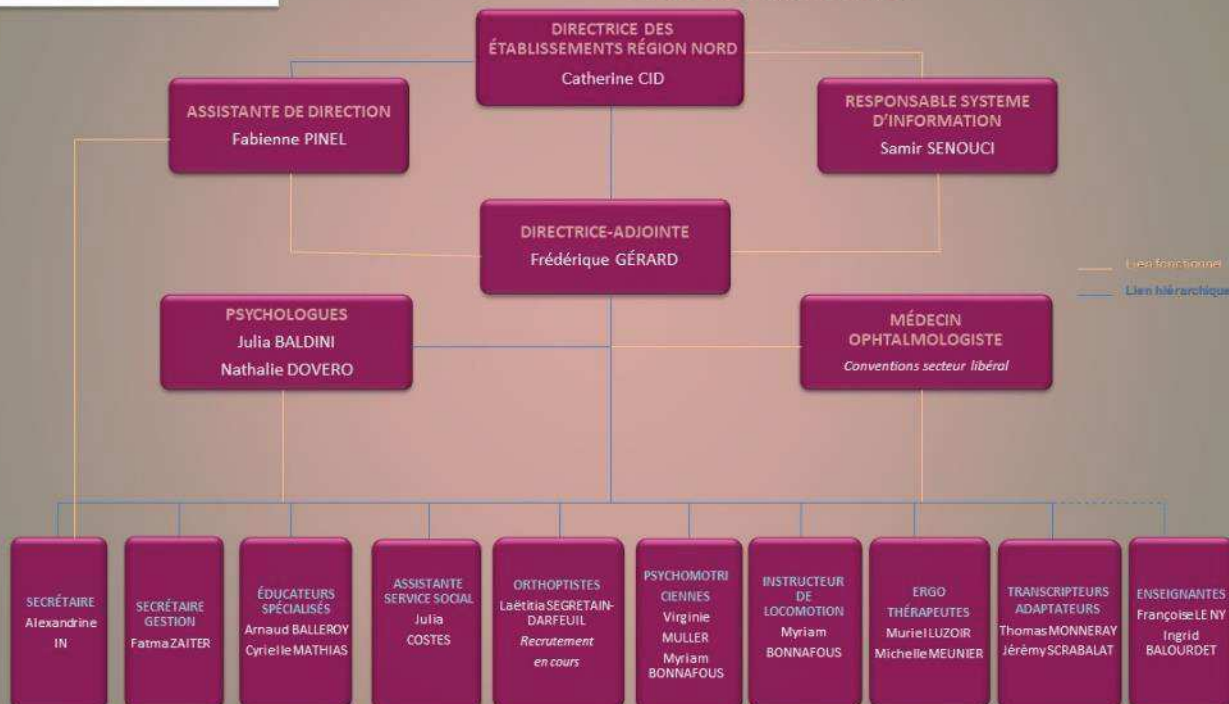 DIRECTRICE DES
ÉTABLISSEMENTS RÉGION NORD
Catherine CID
ASSISTANTE DE DIRECTION
Fabienne PINEL
RESPONSABLE SYSTEME
D'INFORMATION
Samir SENOUCI
DIRECTRICE-ADJOINTE
Frédérique GÉRARD
Lien fonctionnel
Lien hiérarchique
PSYCHOLOGUES
Julia BALDINI
Nathalie DOVERO
MÉDECIN
OPHTALMOLOGISTE
Conventions secteur libéral
SECRÉTAIRE
Alexandrine
IN
SECRÉTAIRE
GESTION
Fatma ZAITER
ÉDUCATEURS
SPÉCIALISÉS
Arnaud BALLEROY
Cyrielle MATHIAS
ASSISTANTE
SERVICE SOCIAL
Julia
COSTES
ORTHOPTISTES
Laëtitia SEGRETAIN-
DARFEUIL
Recrutement
en cours
PSYCHOMOTRI
CIENNES
Virginie
MULLER
Myriam
BONNAFOUS
INSTRUCTEUR
DE
LOCOMOTION
Myriam
BONNAFOUS
ERGO
THÉRAPEUTES
Muriel LUZOIR
Michelle MEUNIER
TRANSCRIPTEURS
ADAPTATEURS
Thomas MONNERAY
Jérémy SCRABALAT
ENSEIGNANTES
Françoise LE NY
Ingrid
BALOURDET